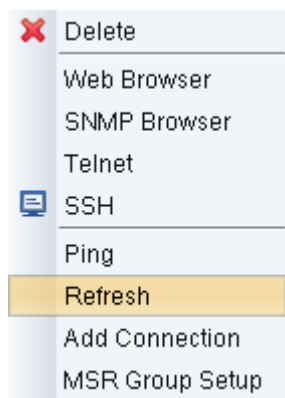 Delete
Web Browser
SNMP Browser
Telnet
SSH
Ping
Refresh
Add Connection
MSR Group Setup